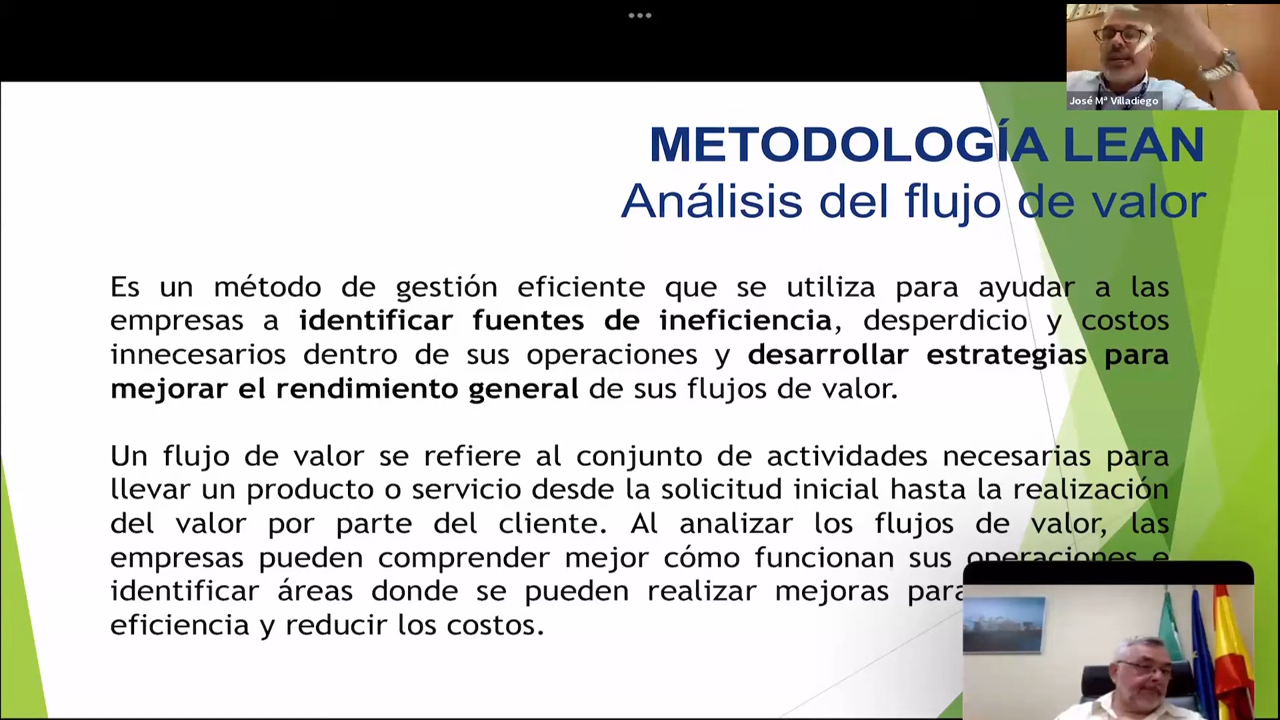 José Mª Villadiego
METODOLOGÍA LEAN
Análisis del flujo de valor
Es un método de gestión eficiente que se utiliza para ayudar a las
empresas a identificar fuentes de ineficiencia, desperdicio y costos
innecesarios dentro de sus operaciones y desarrollar estrategias para
mejorar el rendimiento general de sus flujos de valor.
Un flujo de valor se refiere al conjunto de actividades necesarias para
llevar un producto o servicio desde la solicitud inicial hasta la realización
del valor por parte del cliente. Al analizar los flujos de valor, las
empresas pueden comprender mejor cómo funcionan sus operaciones e
identificar áreas donde se pueden realizar mejoras para
eficiencia y reducir los costos.